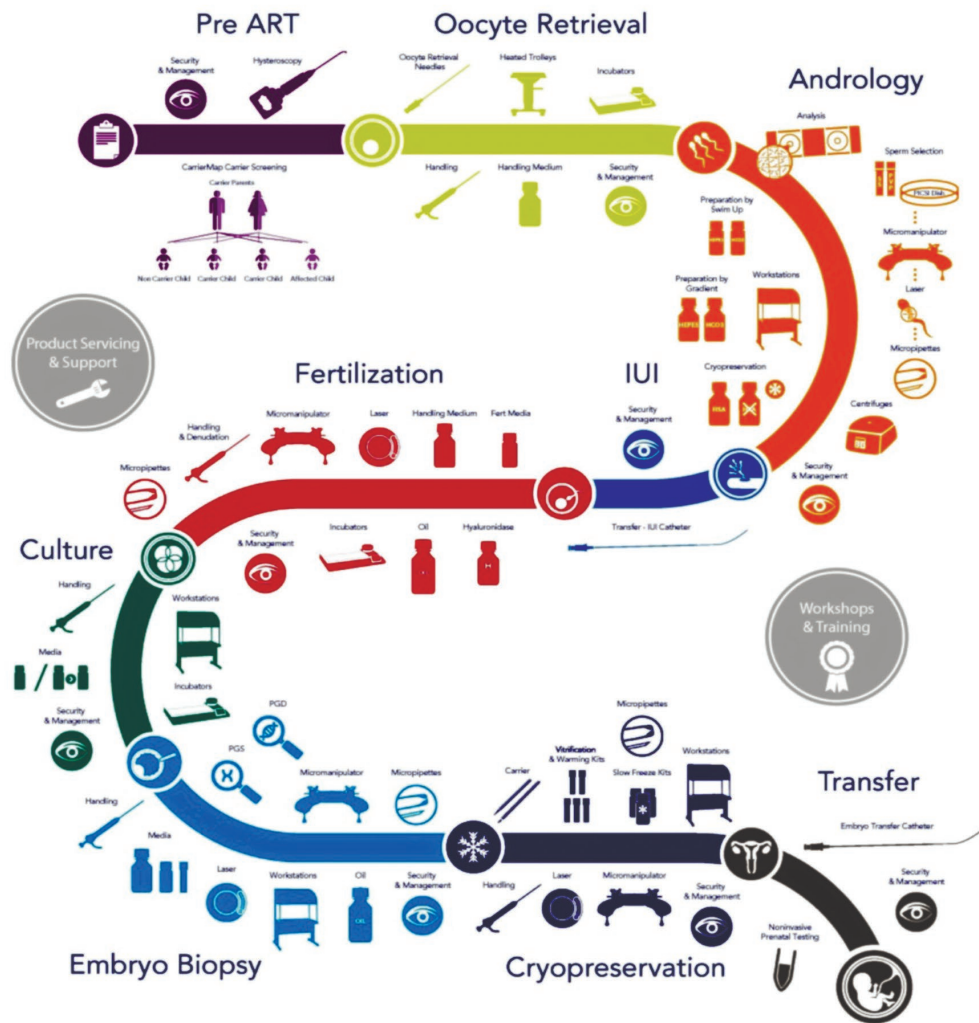 Pre ART
Security
& Management
Hysteroscopy
CarrierMap Carrier Screening
Carrier Parents
Non Carrier Child
Carrier Child
Carrier Child
Affected Child
Oocyte Retrieval
Oocyte Retrieval
Needles
Heated Trolleys
Incubators
Handling
Handling Medium
Security
& Management
Andrology
Analysis
Sperm Selection
PVP
PICSI Dish
Micromanipulator
Laser
Micropipettes
Centrifuges
Preparation by
Swim Up
Preparation by
Gradient
HEPES
Workstations
Cryopreservation
Security
& Management
Product Servicing
& Support
IUI
Security
& Management
Transfer - IUI Catheter
Fertilization
Micropipettes
Handling
& Denudation
Micromanipulator
Laser
Handling Medium
Fert Media
Security
& Management
Incubators
Oil
Hyaluronidase
H
Culture
Handling
Media
Security
& Management
Workstations
Incubators
Workshops
& Training
Embryo Biopsy
PGS
PGD
Micromanipulator
Micropipettes
Handling
Media
Laser
Workstations
Oil
OIL
Security
& Management
Cryopreservation
Carrier
Vitrification
& Warming Kits
Micropipettes
Slow Freeze Kits
Workstations
Handling
Laser
Micromanipulator
Security
& Management
Transfer
Embryo Transfer Catheter
Security
& Management
Noninvasive
Prenatal Testing